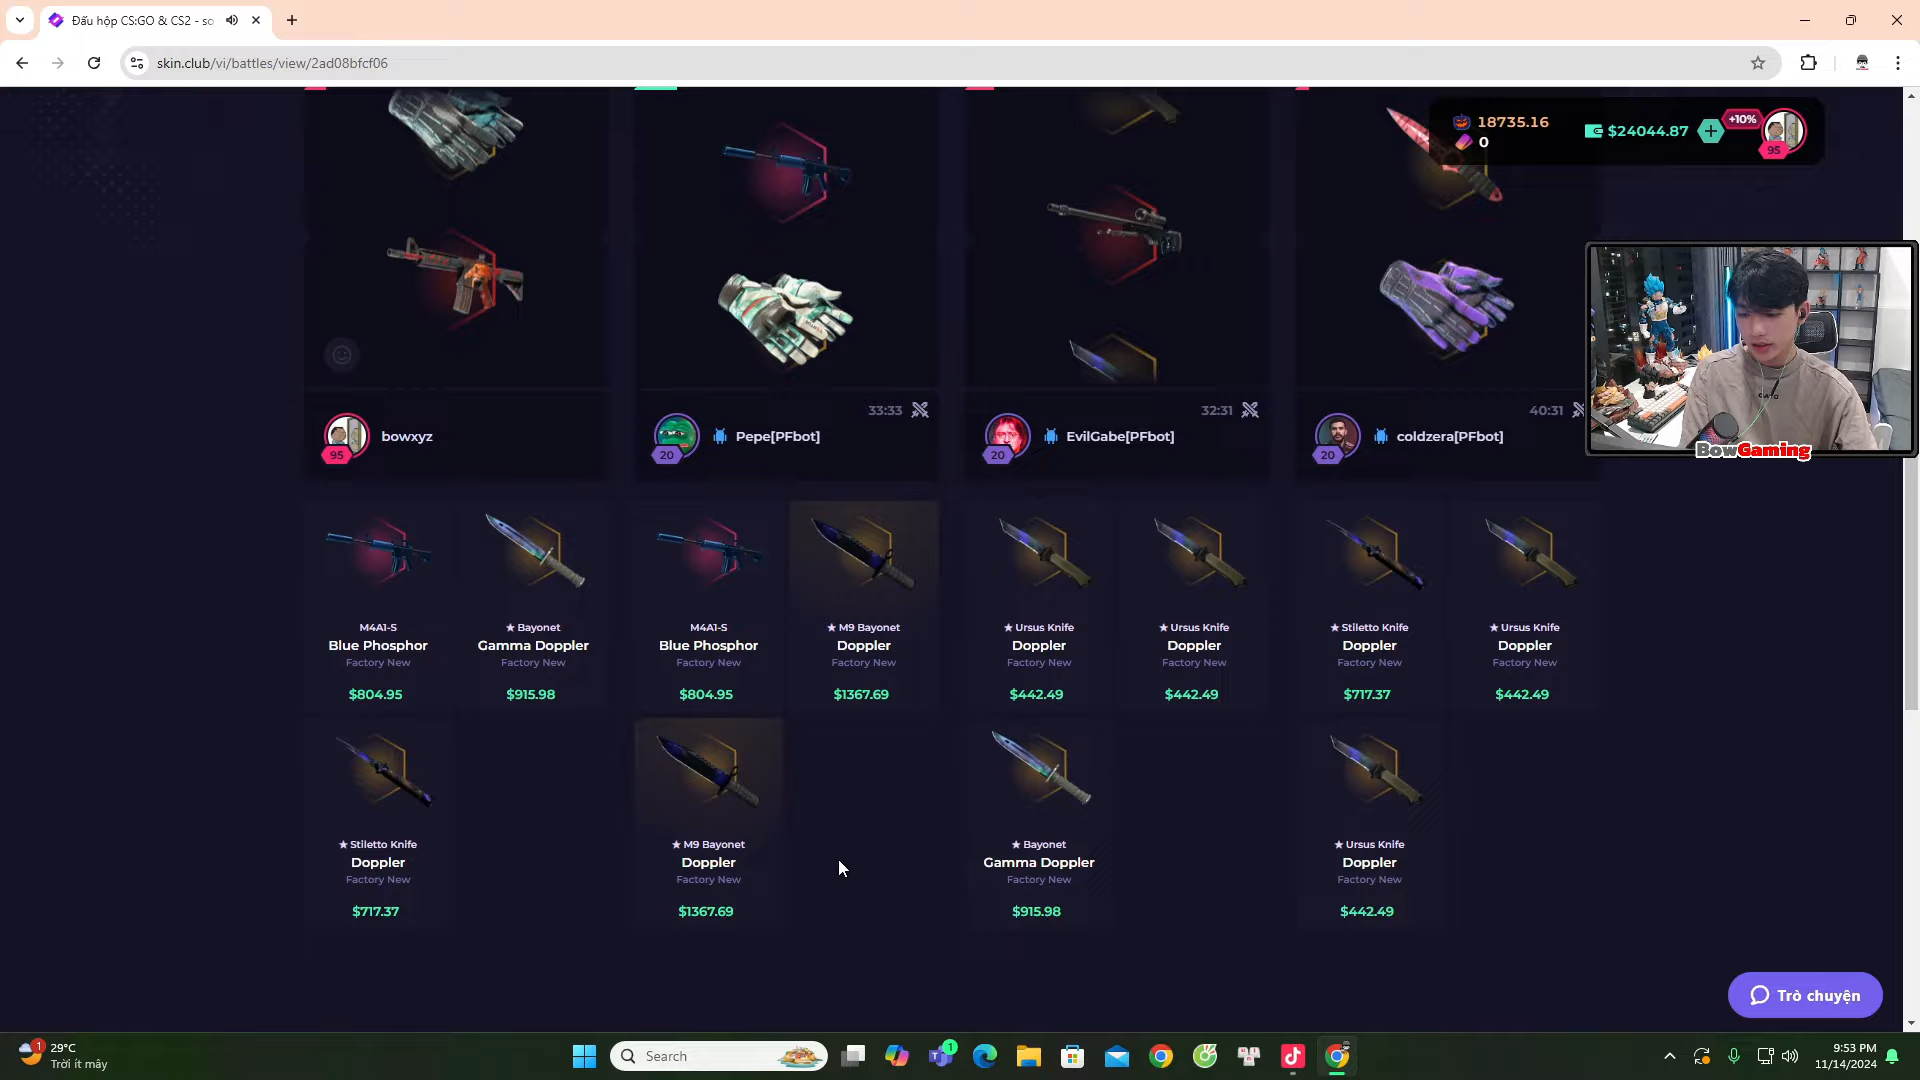 Đấu hộp CS:GO & CS2 - so
skin.club/vi/battles/view/2ad08bfcf06
18735.16
0
$24044.87
+10%
95
bowxyz
95
33:33
Pepe[PFbot]
20
32:31
EvilGabe[PFbot]
20
40:31
coldzera[PFbot]
20
BowGaming
M4A1-S
Blue Phosphor
Factory New
$804.95
★ Bayonet
Gamma Doppler
Factory New
$915.98
M4A1-S
Blue Phosphor
Factory New
$804.95
★ M9 Bayonet
Doppler
Factory New
$1367.69
★ Ursus Knife
Doppler
Factory New
$442.49
★ Ursus Knife
Doppler
Factory New
$442.49
★ Stiletto Knife
Doppler
Factory New
$717.37
★ Ursus Knife
Doppler
Factory New
$442.49
★ Stiletto Knife
Doppler
Factory New
$717.37
★ M9 Bayonet
Doppler
Factory New
$1367.69
★ Bayonet
Gamma Doppler
Factory New
$915.98
★ Ursus Knife
Doppler
Factory New
$442.49
Trò chuyện
1
29°C
Trời ít mây
Search
1
9:53 PM
11/14/2024